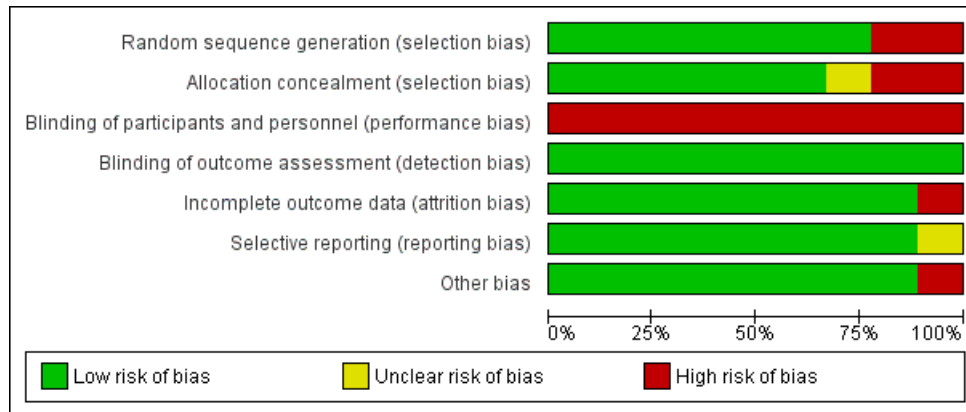 Random sequence generation (selection bias)
Allocation concealment (selection bias)
Blinding of participants and personnel (performance bias)
Blinding of outcome assessment (detection bias)
Incomplete outcome data (attrition bias)
Selective reporting (reporting bias)
Other bias
0% 25% 50% 75% 100%
Low risk of bias Unclear risk of bias High risk of bias